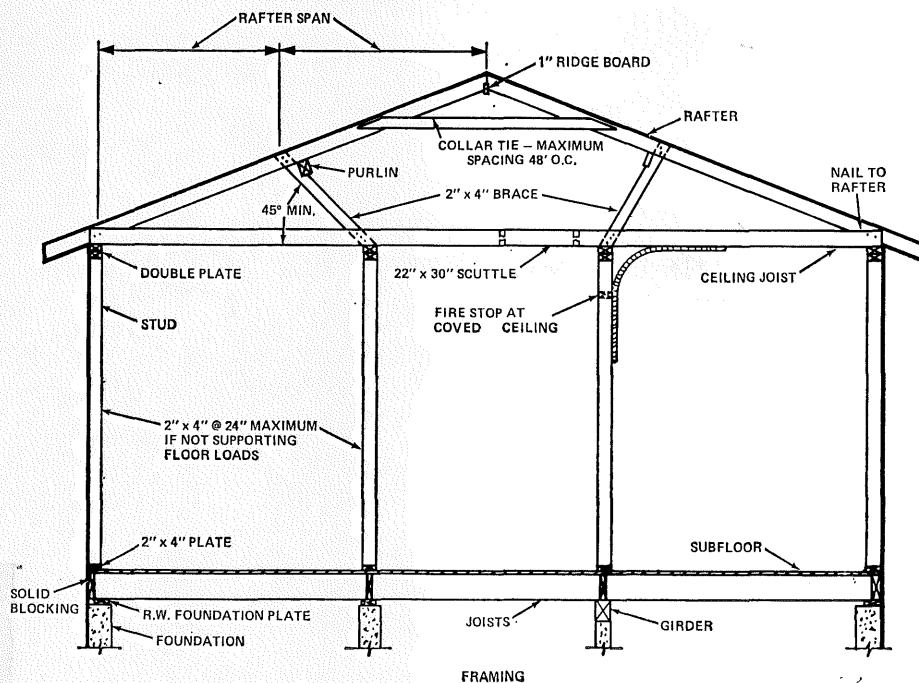 RAFTER SPAN
1" RIDGE BOARD
RAFTER
COLLAR TIE – MAXIMUM
SPACING 48' O.C.
PURLIN
NAIL TO
RAFTER
2" x 4" BRACE
45° MIN.
DOUBLE PLATE
22" x 30" SCUTTLE
CEILING JOIST
STUD
FIRE STOP AT
COVED CEILING
2" x 4" @ 24" MAXIMUM
IF NOT SUPPORTING
FLOOR LOADS
2" x 4" PLATE
SUBFLOOR
SOLID
BLOCKING
R.W. FOUNDATION PLATE
JOISTS
GIRDER
FOUNDATION
FRAMING